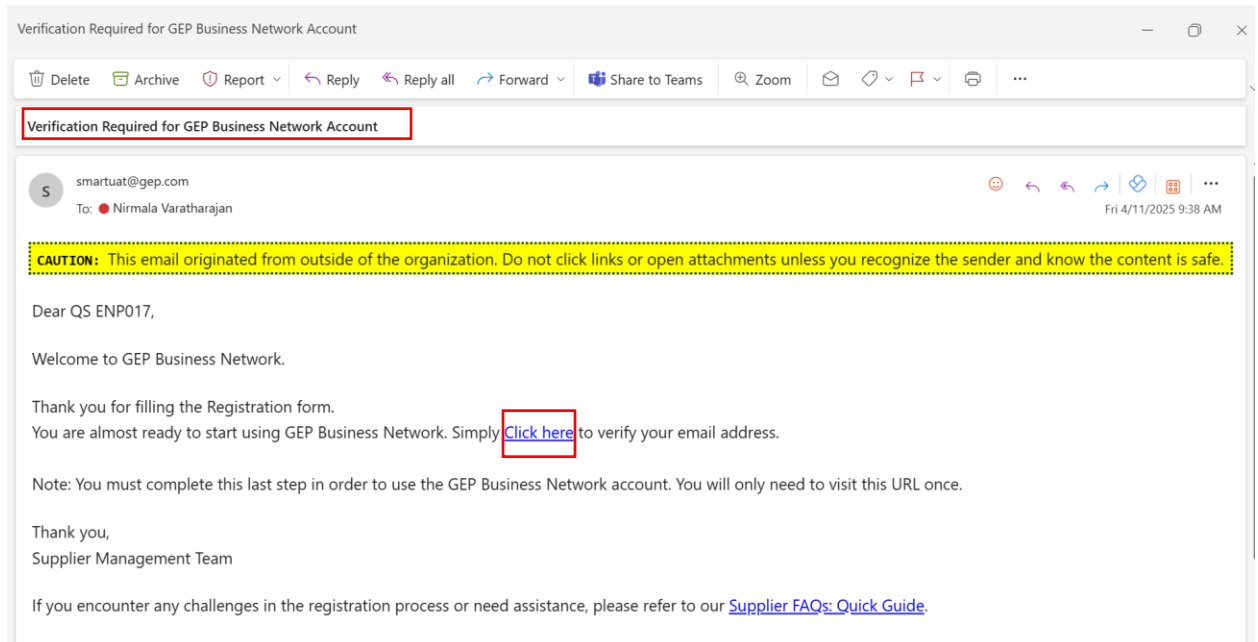 Verification Required for GEP Business Network Account
Delete Archive Report Reply Reply all Forward Share to Teams Zoom
Verification Required for GEP Business Network Account
S
smartuat@gep.com
To: Nirmala Varatharajan
Fri 4/11/2025 9:38 AM
CAUTION: This email originated from outside of the organization. Do not click links or open attachments unless you recognize the sender and know the content is safe.
Dear QS ENP017,
Welcome to GEP Business Network.
Thank you for filling the Registration form.
You are almost ready to start using GEP Business Network. Simply Click here to verify your email address.
Note: You must complete this last step in order to use the GEP Business Network account. You will only need to visit this URL once.
Thank you,
Supplier Management Team
If you encounter any challenges in the registration process or need assistance, please refer to our Supplier FAQs: Quick Guide.